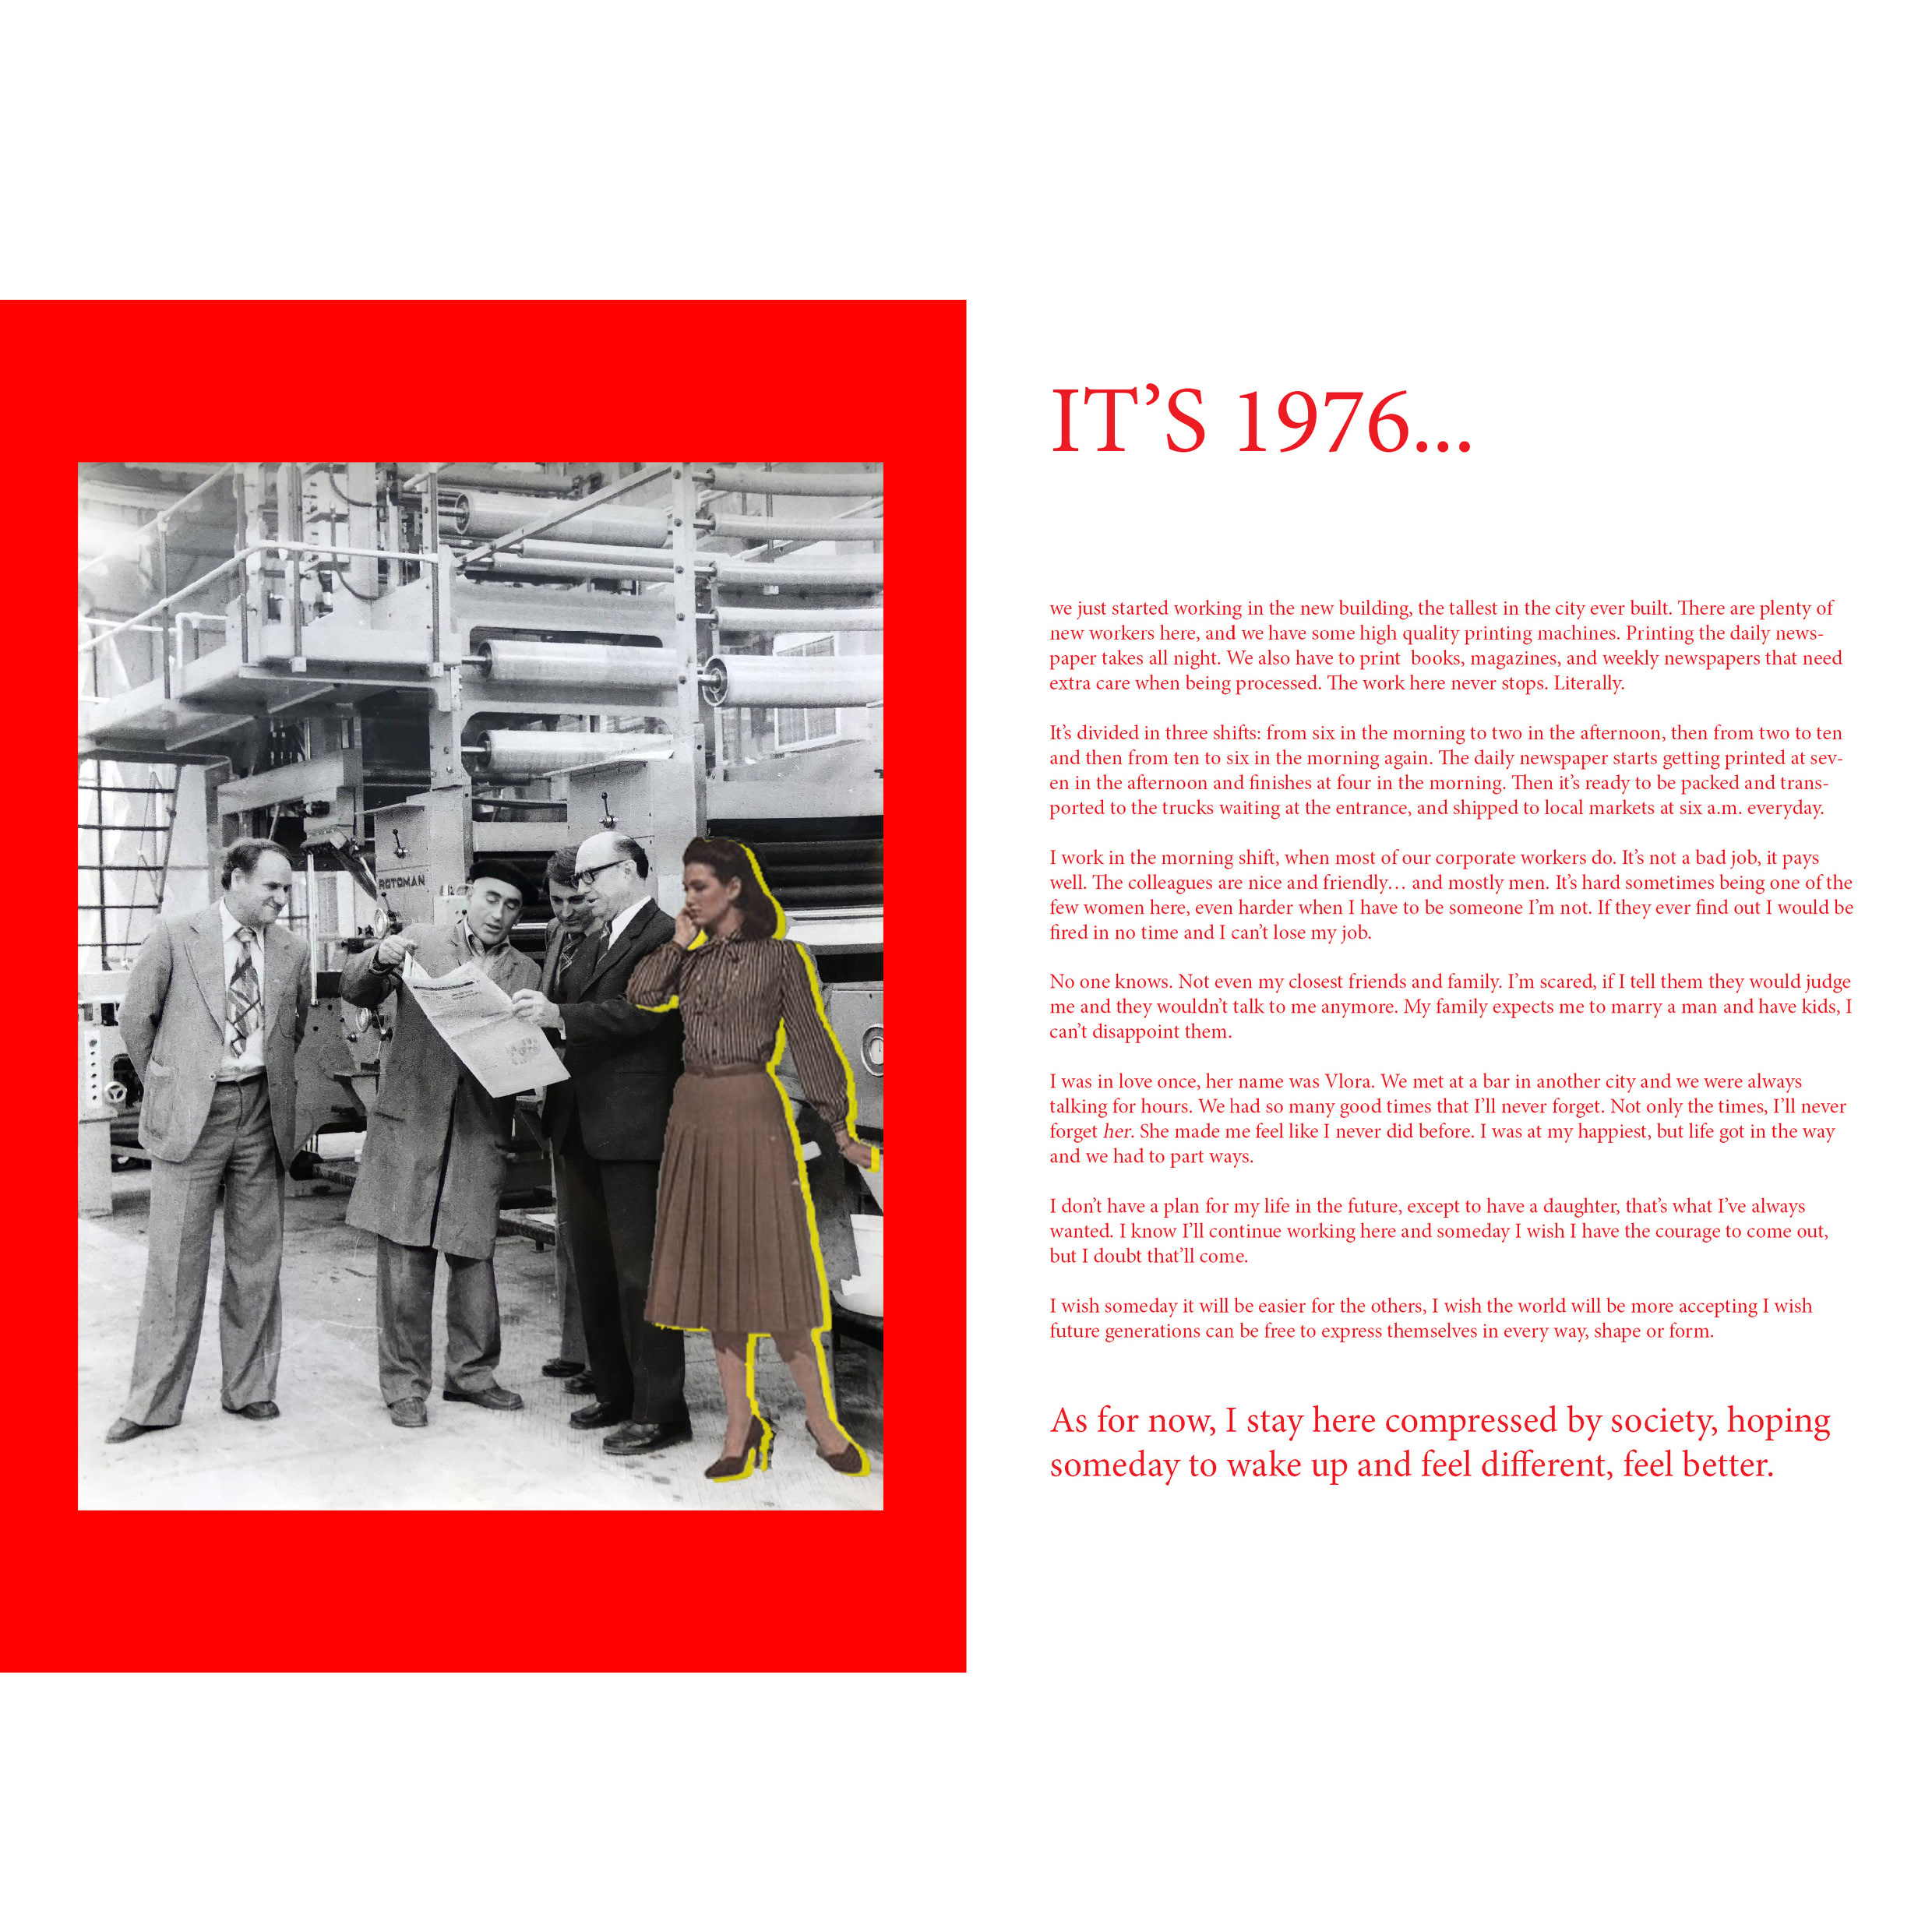 ROTOMAN
IT’S 1976...
we just started working in the new building, the tallest in the city ever built. There are plenty of
new workers here, and we have some high quality printing machines. Printing the daily news-
paper takes all night. We also have to print  books, magazines, and weekly newspapers that need
extra care when being processed. The work here never stops. Literally.
It’s divided in three shifts: from six in the morning to two in the afternoon, then from two to ten
and then from ten to six in the morning again. The daily newspaper starts getting printed at sev-
en in the afternoon and finishes at four in the morning. Then it’s ready to be packed and trans-
ported to the trucks waiting at the entrance, and shipped to local markets at six a.m. everyday.
I work in the morning shift, when most of our corporate workers do. It’s not a bad job, it pays
well. The colleagues are nice and friendly… and mostly men. It’s hard sometimes being one of the
few women here, even harder when I have to be someone I’m not. If they ever find out I would be
fired in no time and I can’t lose my job.
No one knows. Not even my closest friends and family. I’m scared, if I tell them they would judge
me and they wouldn’t talk to me anymore. My family expects me to marry a man and have kids, I
can’t disappoint them.
I was in love once, her name was Vlora. We met at a bar in another city and we were always
talking for hours. We had so many good times that I’ll never forget. Not only the times, I’ll never
forget her. She made me feel like I never did before. I was at my happiest, but life got in the way
and we had to part ways.
I don’t have a plan for my life in the future, except to have a daughter, that’s what I’ve always
wanted. I know I’ll continue working here and someday I wish I have the courage to come out,
but I doubt that’ll come.
I wish someday it will be easier for the others, I wish the world will be more accepting I wish
future generations can be free to express themselves in every way, shape or form.
As for now, I stay here compressed by society, hoping
someday to wake up and feel different, feel better.